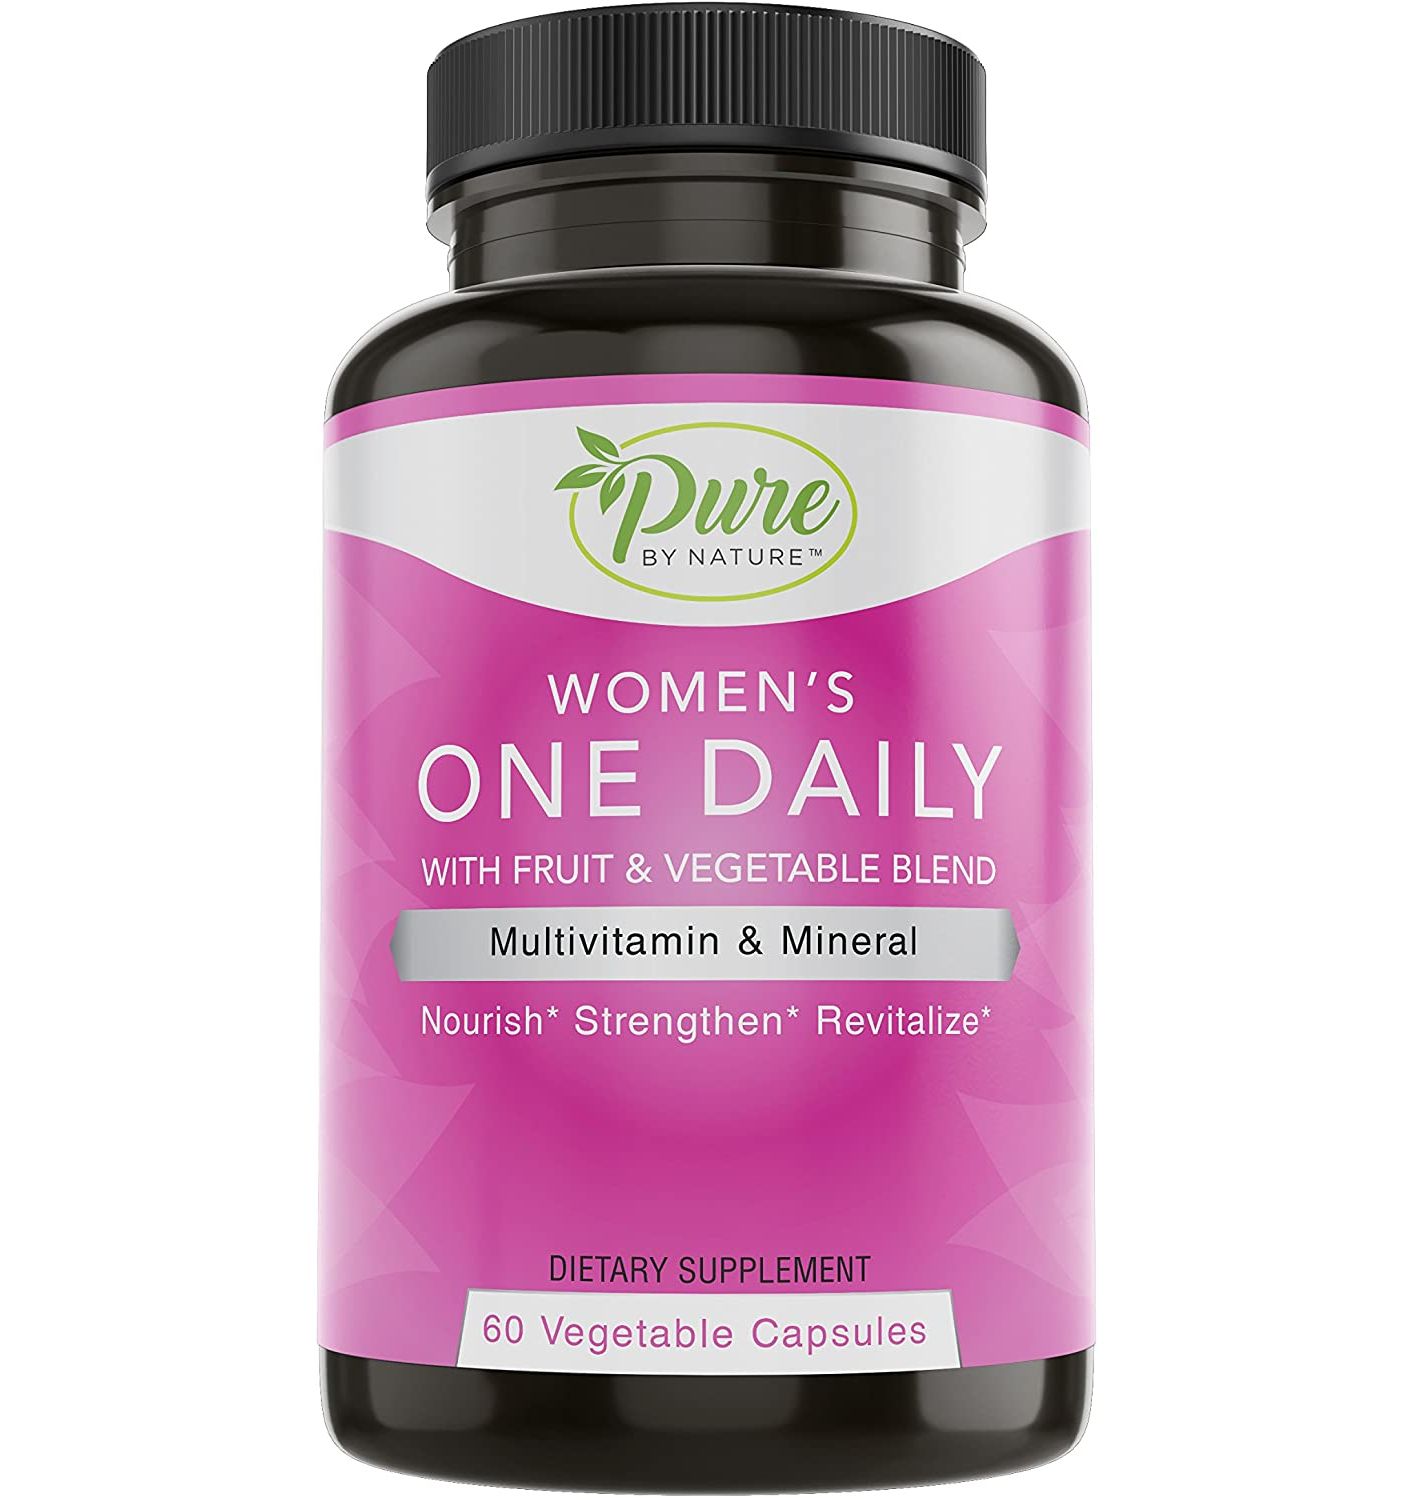 Pure
BY NATURE™
WOMEN'S
ONE DAILY
WITH FRUIT & VEGETABLE BLEND
Multivitamin & Mineral
Nourish* Strengthen* Revitalize*
DIETARY SUPPLEMENT
60 Vegetable Capsules